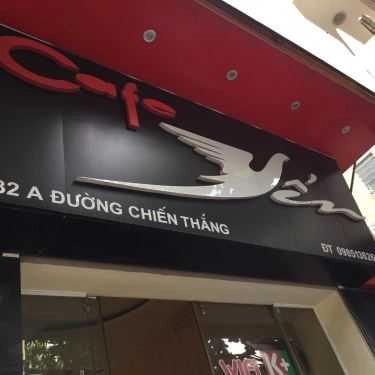 Cafe
Yến
32 A ĐƯỜNG CHIẾN THẮNG
ĐT
K+